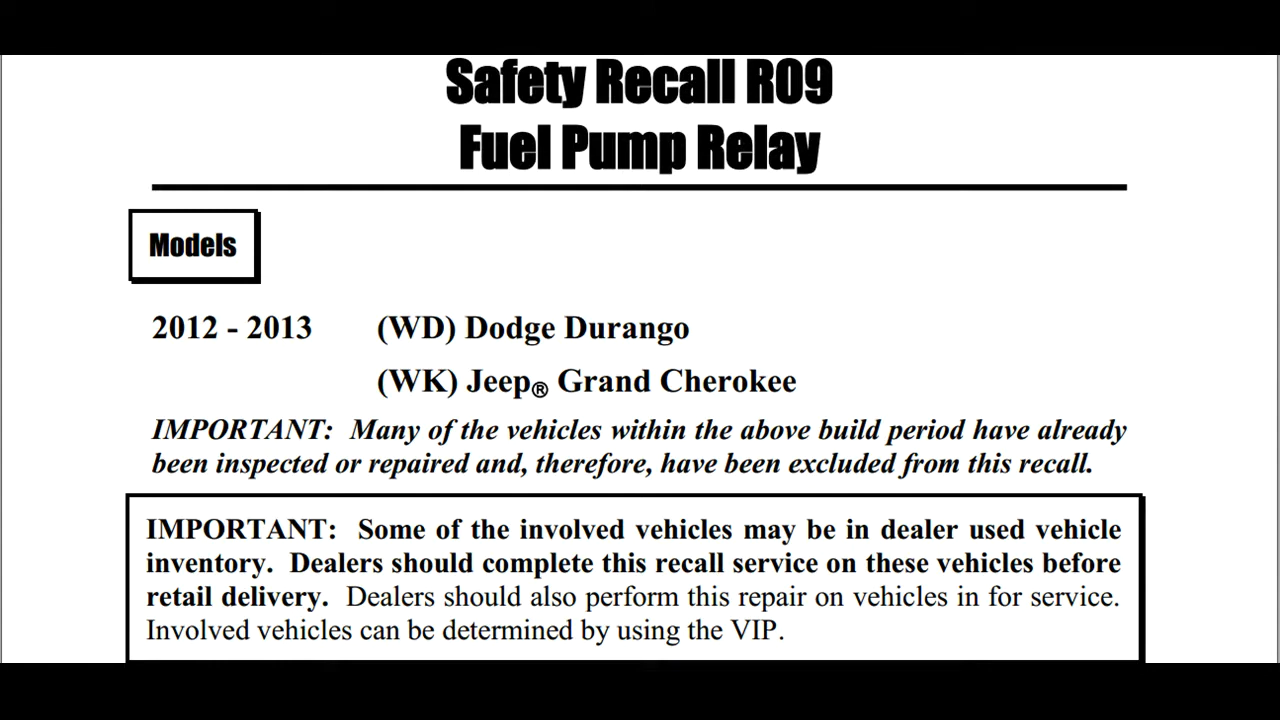 Safety Recall R09
Fuel Pump Relay
Models
2012 - 2013 (WD) Dodge Durango
(WK) Jeep® Grand Cherokee
IMPORTANT: Many of the vehicles within the above build period have already
been inspected or repaired and, therefore, have been excluded from this recall.
IMPORTANT: Some of the involved vehicles may be in dealer used vehicle
inventory. Dealers should complete this recall service on these vehicles before
retail delivery. Dealers should also perform this repair on vehicles in for service.
Involved vehicles can be determined by using the VIP.